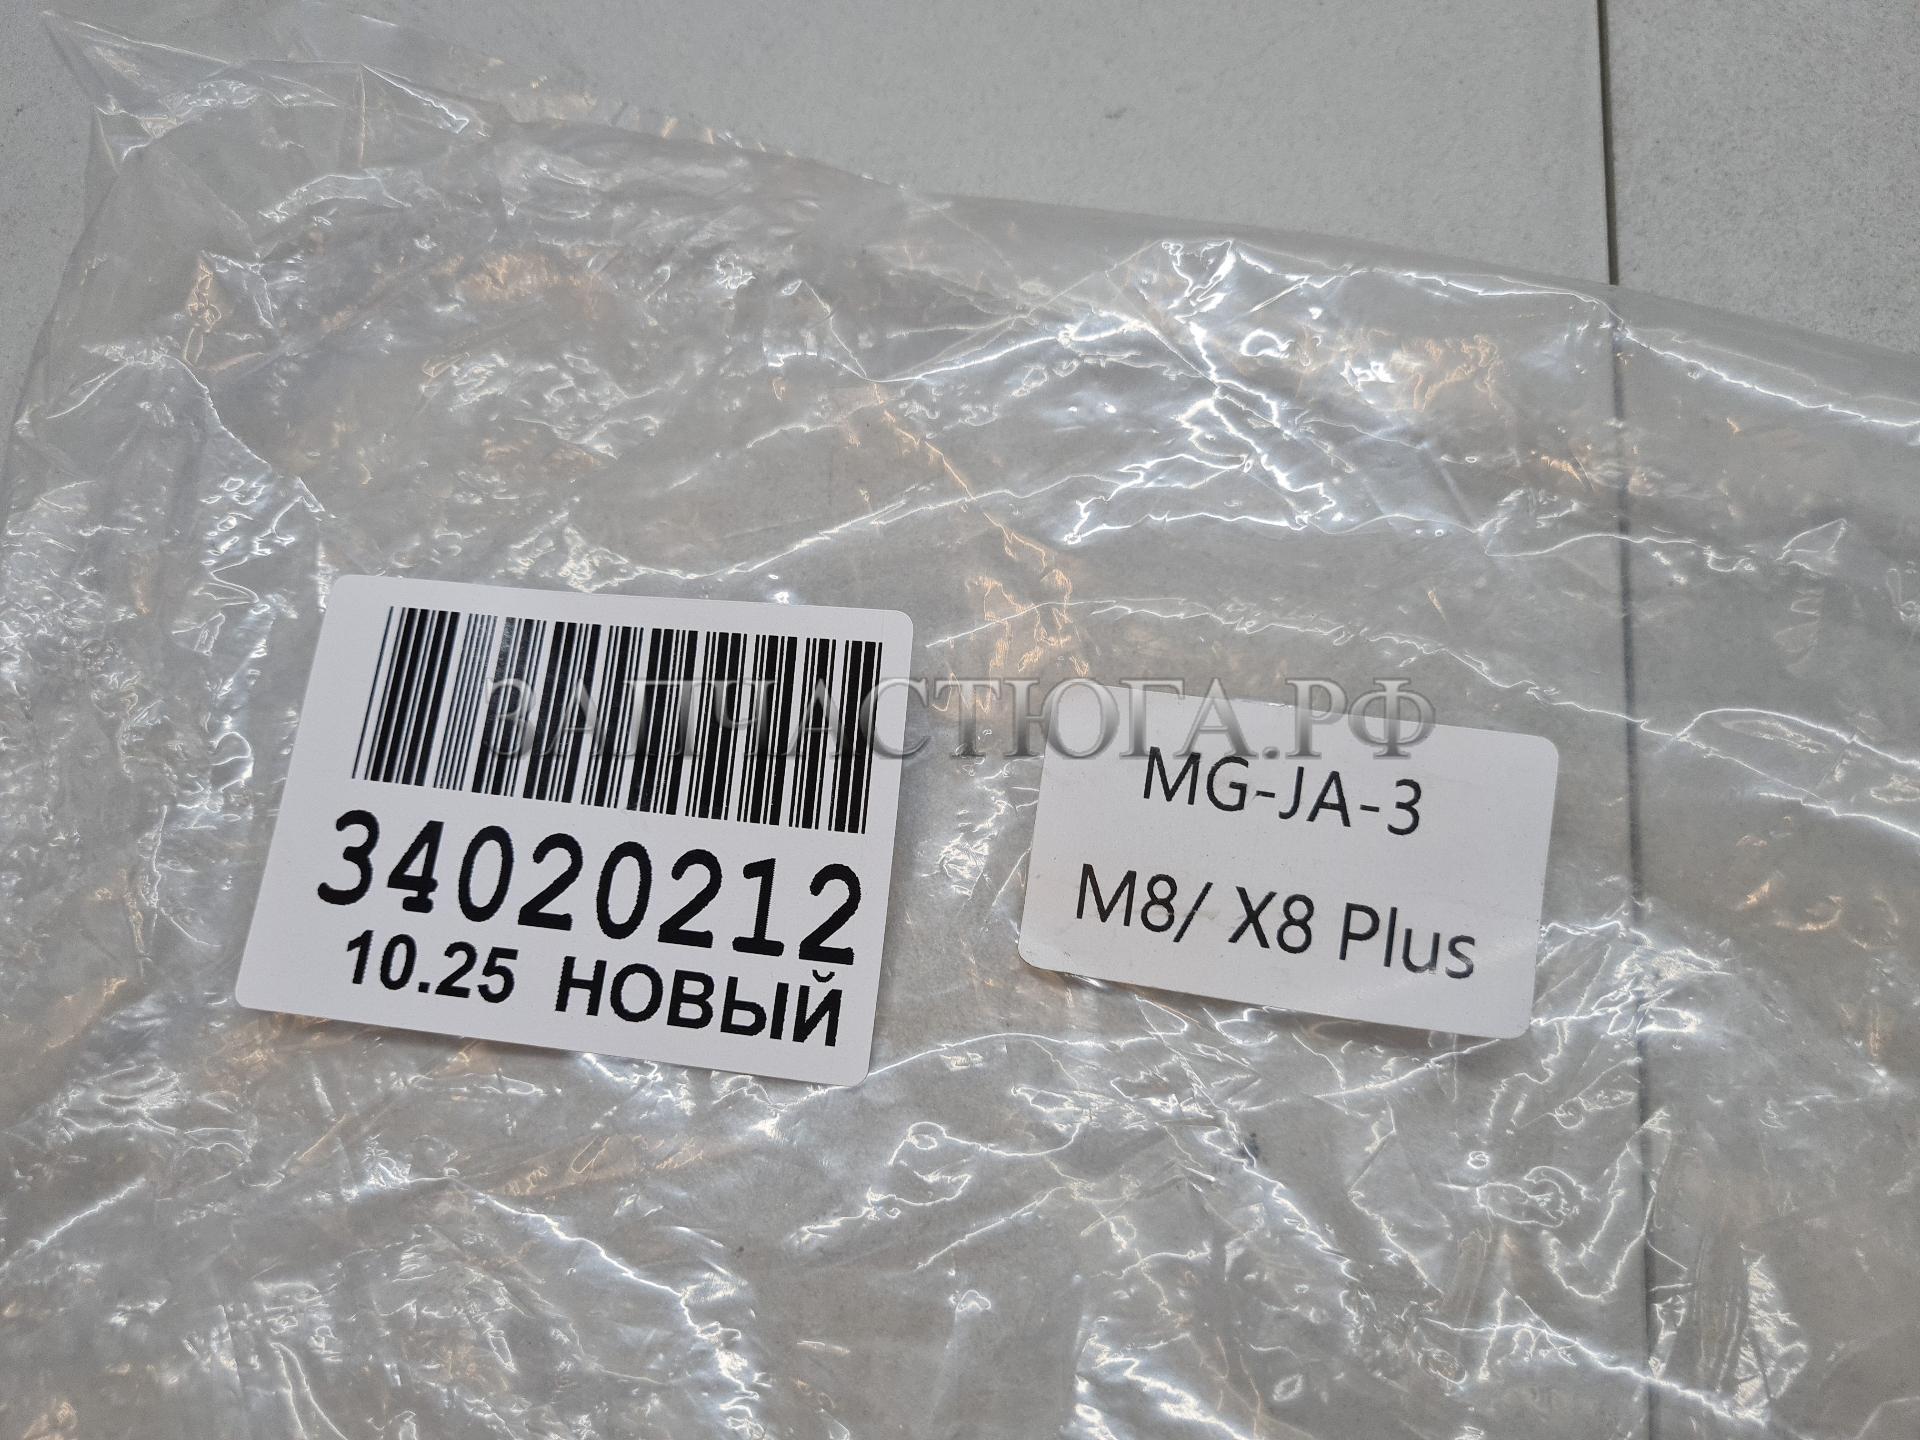 ЗАПЧАСТЮГА.РФ
34020212
10.25 НОВЫЙ
MG-JA-3
M8/ X8 Plus